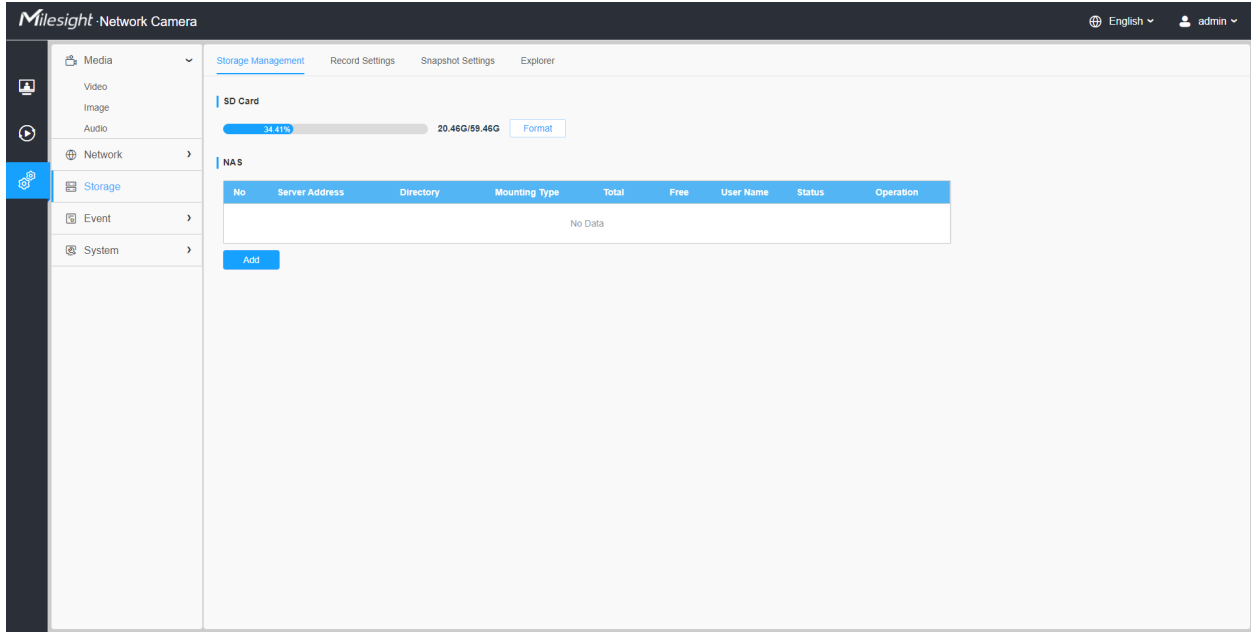 Milesight ·Network Camera
English
admin
Media
Video
Image
Audio
Network
Storage
Event
System
Storage Management
Record Settings
Snapshot Settings
Explorer
SD Card
34.41%
20.46G/59.46G
Format
NAS
No Server Address Directory Mounting Type Total Free User Name Status Operation
No Data
Add